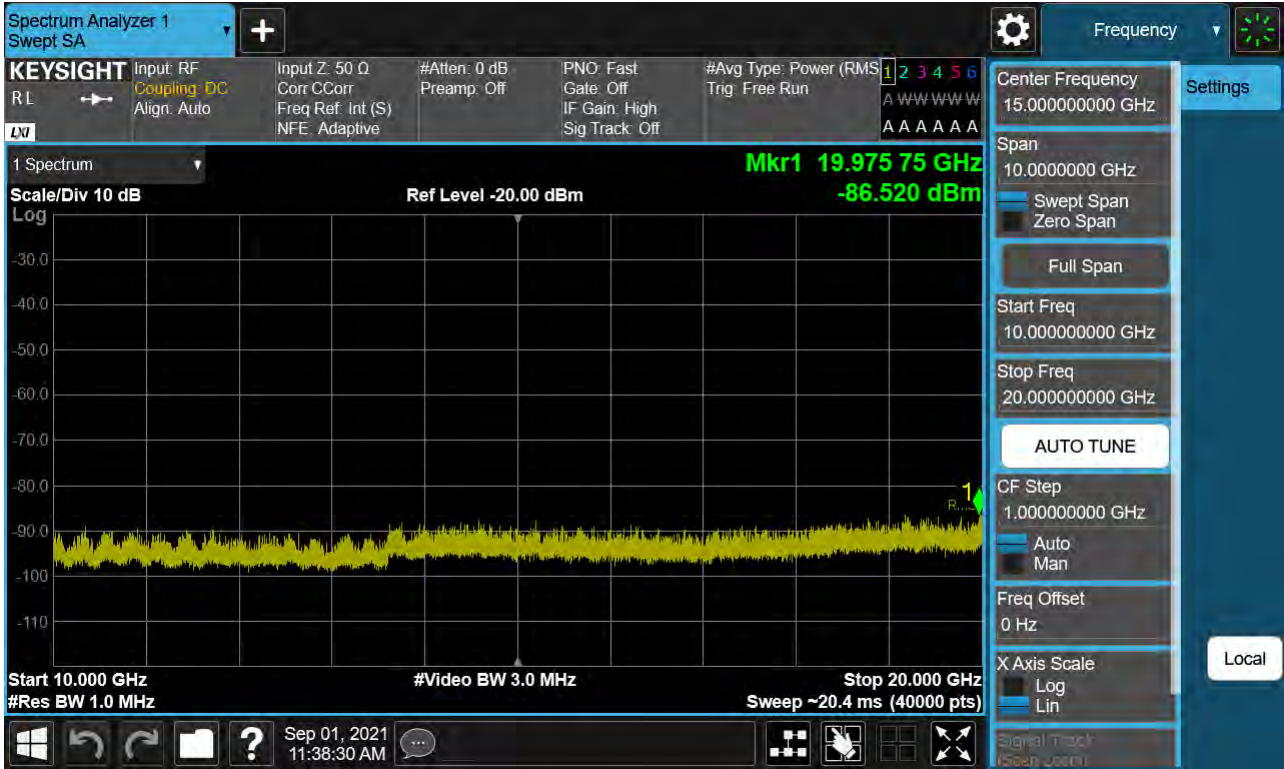 Spectrum Analyzer 1
Swept SA
Frequency
KEYSIGHT
RL
LXI
Input: RF
Coupling: DC
Align: Auto
Input Z: 50 Ω
Corr CCorr
Freq Ref: Int (S)
NFE: Adaptive
#Atten: 0 dB
Preamp: Off
PNO: Fast
Gate: Off
IF Gain: High
Sig Track: Off
#Avg Type: Power (RMS
Trig: Free Run
1 2 3 4 5 6
A W W W W W
A A A A A A
1 Spectrum
Scale/Div 10 dB
Log
Ref Level -20.00 dBm
Mkr1 19.975 75 GHz
-86.520 dBm
-30.0
-40.0
-50.0
-60.0
-70.0
-80.0
-90.0
-100
-110
1
Start 10.000 GHz
#Res BW 1.0 MHz
#Video BW 3.0 MHz
Stop 20.000 GHz
Sweep ~20.4 ms (40000 pts)
Center Frequency
15.000000000 GHz
Span
10.0000000 GHz
Swept Span
Zero Span
Full Span
Start Freq
10.000000000 GHz
Stop Freq
20.000000000 GHz
AUTO TUNE
CF Step
1.000000000 GHz
Auto
Man
Freq Offset
0 Hz
X Axis Scale
Log
Lin
Signal Track
(Span Zoom)
Settings
Local
?
Sep 01, 2021
11:38:30 AM